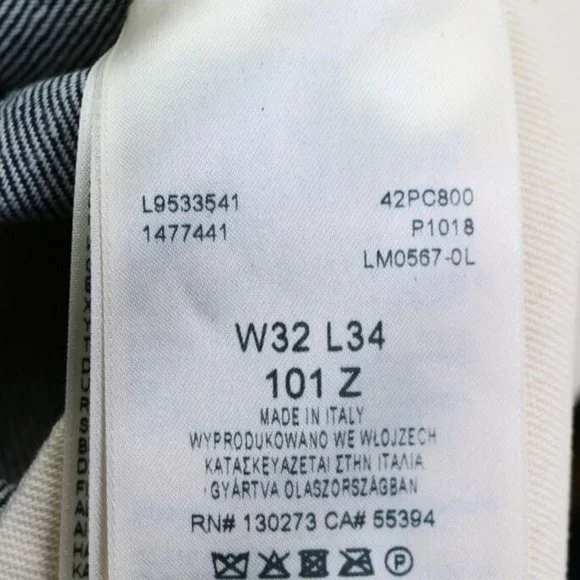 L9533541 42PC800
1477441 P1018
LM0567-0L
W32 L34
101 Z
MADE IN ITALY
WYPRODUKOWANO WE WŁOJZECH
ΚΑΤΑΣΚΕΥΑΖΕΤΑΙ ΣΤΗΝ ΙΤΑΛΙΑ
GYÁRTVA OLASZORSZÁGBAN
RN# 130273 CA# 55394
P